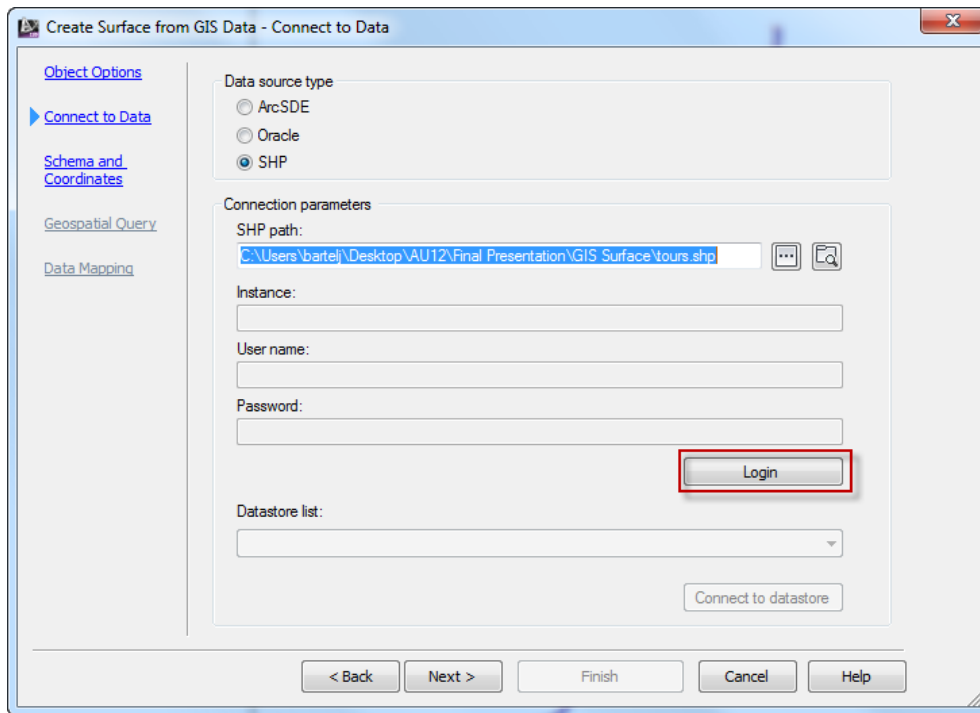 Create Surface from GIS Data - Connect to Data
Object Options
Connect to Data
Schema and
Coordinates
Geospatial Query
Data Mapping
Data source type
ArcSDE
Oracle
SHP
Connection parameters
SHP path:
C:\Users\bartelj\Desktop\AU12\Final Presentation\GIS Surface\tours.shp
Instance:
User name:
Password:
Login
Datastore list:
Connect to datastore
< Back
Next >
Finish
Cancel
Help